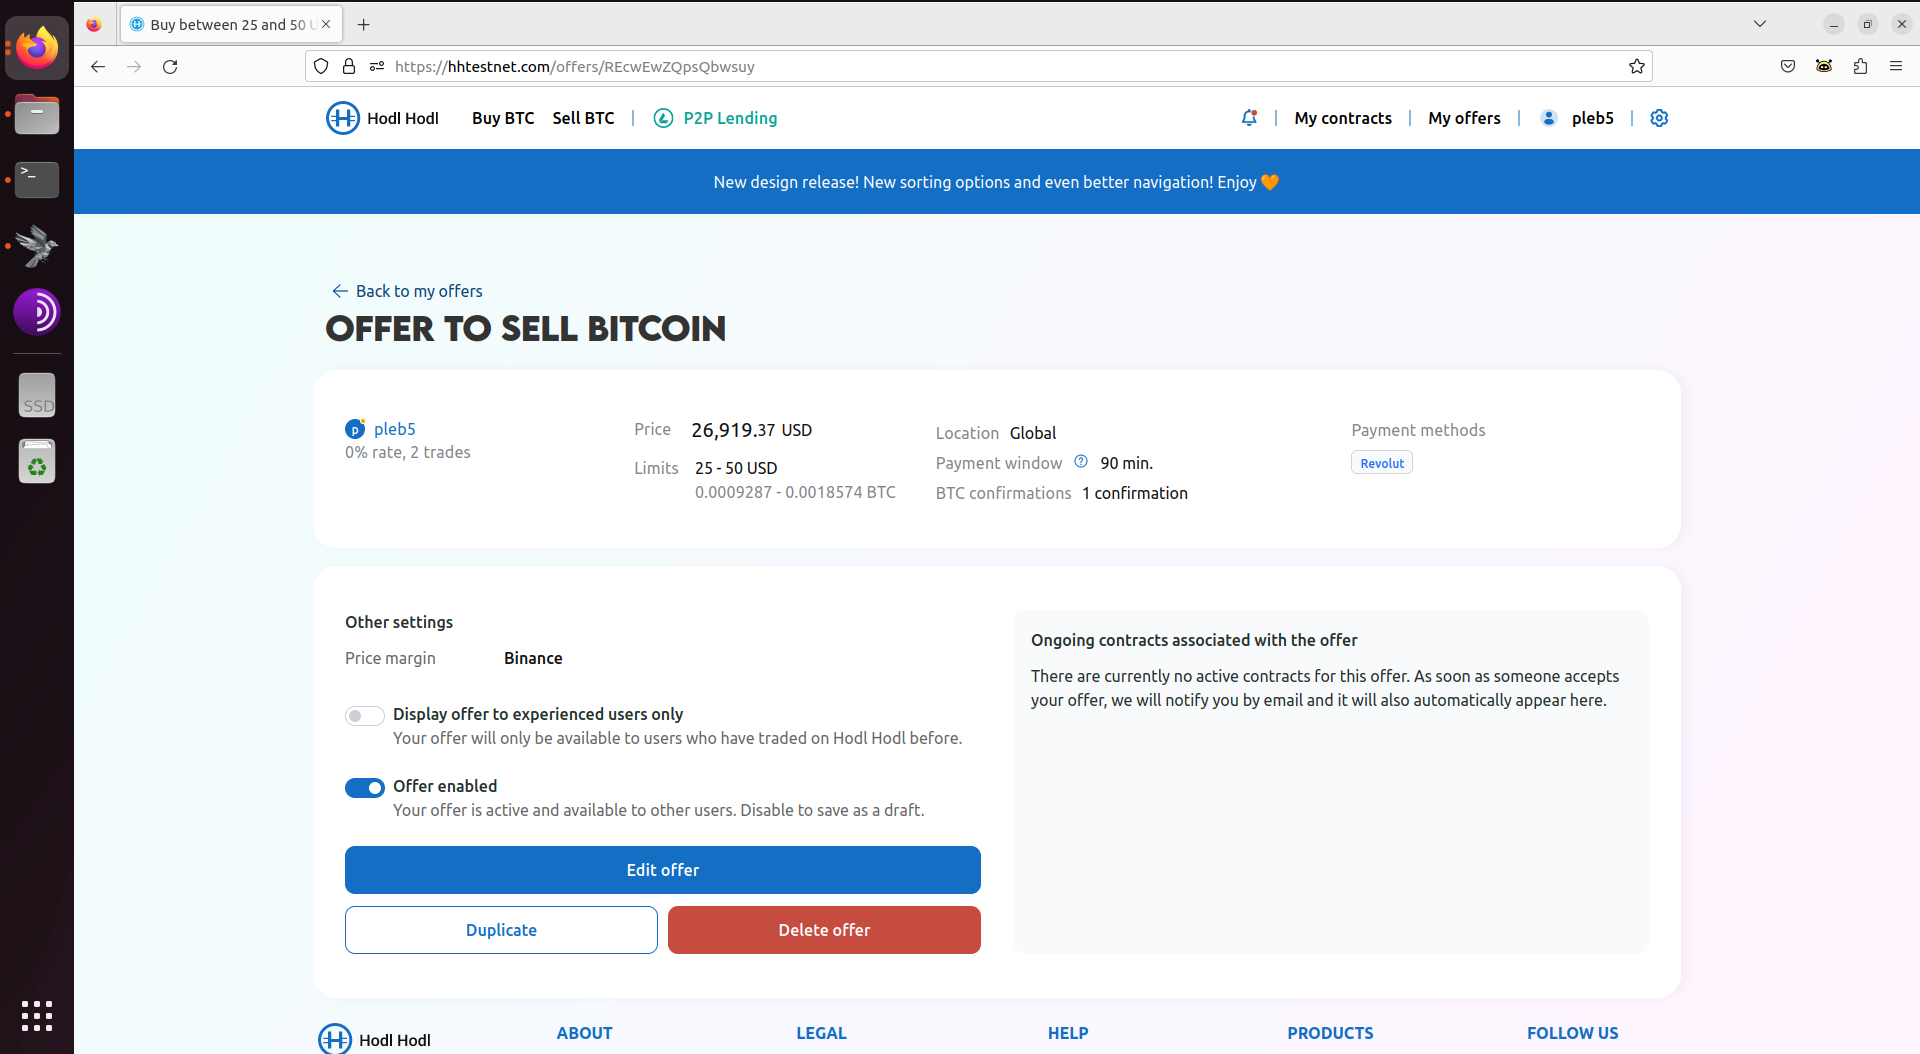 Buy between 25 and 50 U
https://hhtestnet.com/offers/REcwEwZQpsQbwsuy
Hodl Hodl
Buy BTC
Sell BTC
P2P Lending
My contracts
My offers
pleb5
New design release! New sorting options and even better navigation! Enjoy 🧡
Back to my offers
OFFER TO SELL BITCOIN
p pleb5
0% rate, 2 trades
Price 26,919.37 USD
Limits 25 - 50 USD
0.0009287 - 0.0018574 BTC
Location Global
Payment window ? 90 min.
BTC confirmations 1 confirmation
Payment methods
Revolut
Other settings
Price margin Binance
Display offer to experienced users only
Your offer will only be available to users who have traded on Hodl Hodl before.
Offer enabled
Your offer is active and available to other users. Disable to save as a draft.
Edit offer
Duplicate
Delete offer
Ongoing contracts associated with the offer
There are currently no active contracts for this offer. As soon as someone accepts
your offer, we will notify you by email and it will also automatically appear here.
SSD
Hodl Hodl
ABOUT
LEGAL
HELP
PRODUCTS
FOLLOW US